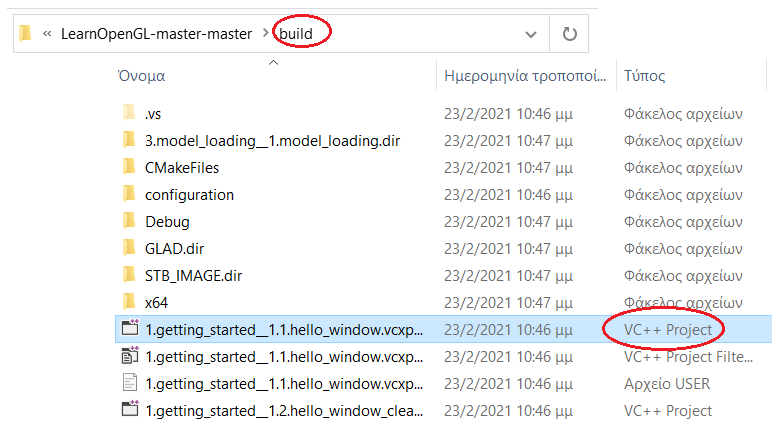 « LearnOpenGL-master-master > build
Όνομα Ημερομηνία τροποποί... Τύπος
.vs 23/2/2021 10:46 μμ Φάκελος αρχείων
3.model_loading__1.model_loading.dir 23/2/2021 10:47 μμ Φάκελος αρχείων
CMakeFiles 23/2/2021 10:46 μμ Φάκελος αρχείων
configuration 23/2/2021 10:46 μμ Φάκελος αρχείων
Debug 23/2/2021 10:47 μμ Φάκελος αρχείων
GLAD.dir 23/2/2021 10:47 μμ Φάκελος αρχείων
STB_IMAGE.dir 23/2/2021 10:47 μμ Φάκελος αρχείων
x64 23/2/2021 10:46 μμ Φάκελος αρχείων
1.getting_started__1.1.hello_window.vcxp... 23/2/2021 10:46 μμ VC++ Project
1.getting_started__1.1.hello_window.vcxp... 23/2/2021 10:46 μμ VC++ Project Filte...
1.getting_started__1.1.hello_window.vcxp... 23/2/2021 10:46 μμ Αρχείο USER
1.getting_started__1.2.hello_window_clea... 23/2/2021 10:46 μμ VC++ Project